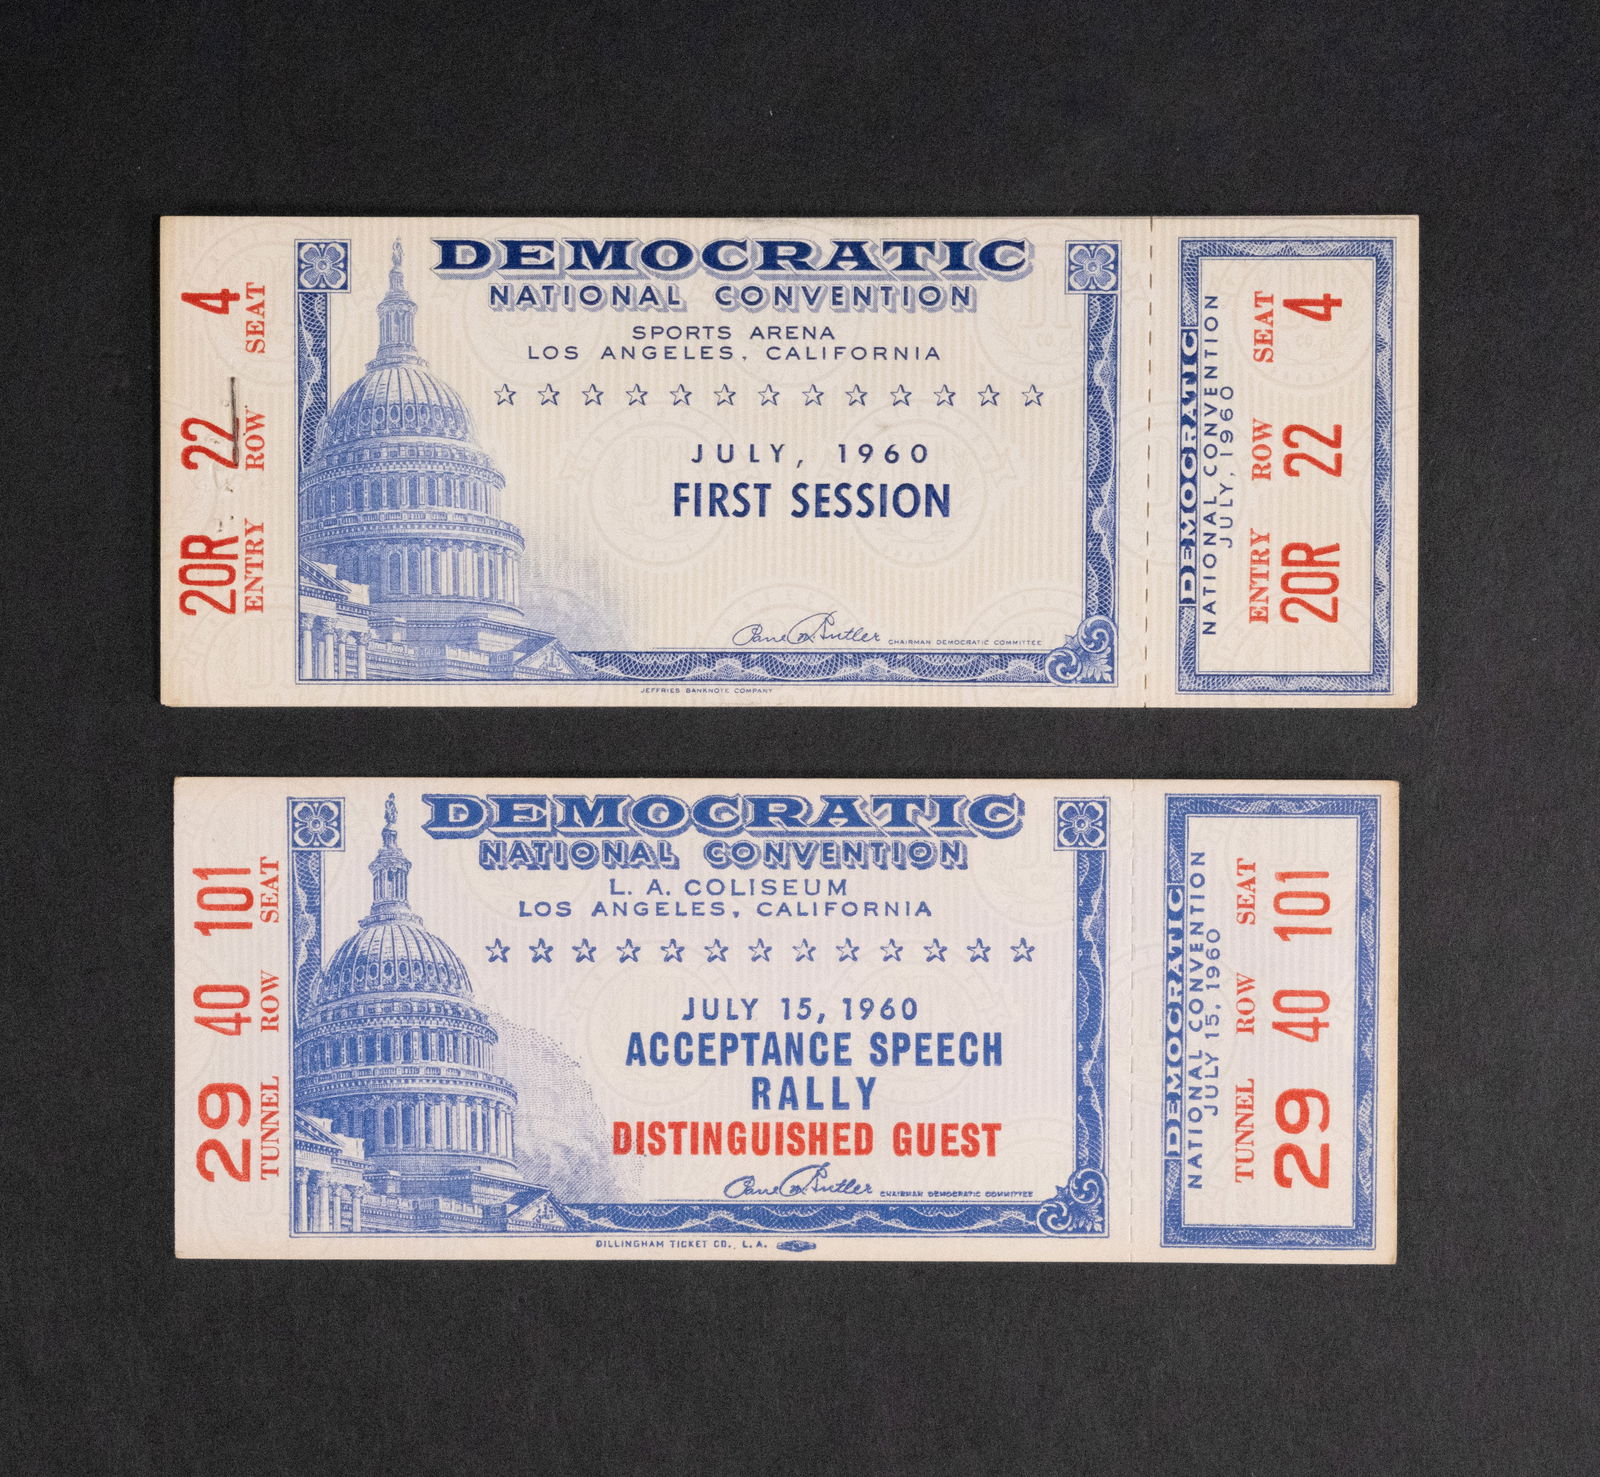 4 SEAT
22 ROW
20R ENTRY
DEMOCRATIC
NATIONAL CONVENTION
SPORTS ARENA
LOS ANGELES, CALIFORNIA
JULY, 1960
FIRST SESSION
CHAIRMAN DEMOCRATIC COMMITTEE
JEFFRIES BANKNOTE COMPANY
DEMOCRATIC
NATIONAL CONVENTION
JULY, 1960
ENTRY ROW SEAT
20R 22 4
29 40 101
TUNNEL ROW SEAT
DEMOCRATIC
NATIONAL CONVENTION
L. A. COLISEUM
LOS ANGELES, CALIFORNIA
JULY 15, 1960
ACCEPTANCE SPEECH
RALLY
DISTINGUISHED GUEST
CHAIRMAN DEMOCRATIC COMMITTEE
DILLINGHAM TICKET CO., L. A.
DEMOCRATIC
NATIONAL CONVENTION
JULY 15, 1960
TUNNEL ROW SEAT
29 40 101